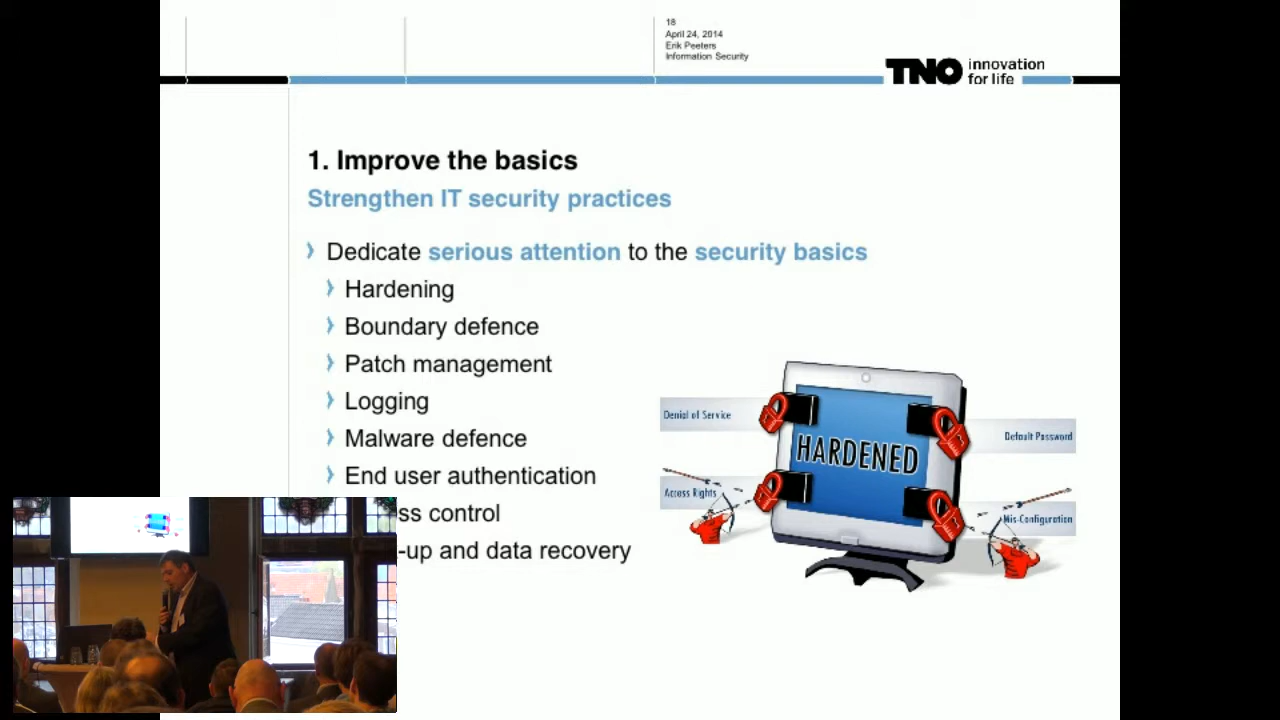 18
April 24, 2014
Erik Peeters
Information Security
TNO innovation
for life
1. Improve the basics
Strengthen IT security practices
Dedicate serious attention to the security basics
Hardening
Boundary defence
Patch management
Logging
Malware defence
End user authentication
ss control
-up and data recovery
Denial of Service
Default Password
HARDENED
Access Rights
Mis-Configuration